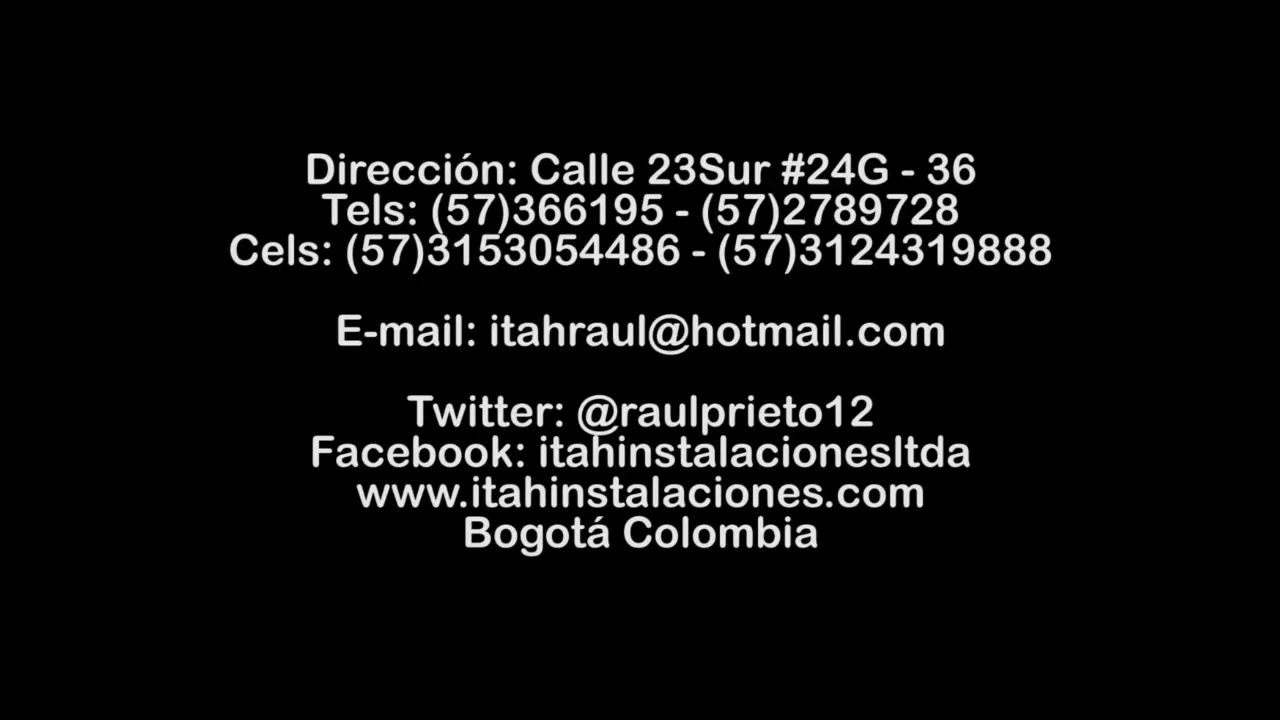 Dirección: Calle 23Sur #24G - 36
Tels: (57)366195 - (57)2789728
Cels: (57)3153054486 - (57)3124319888
E-mail: itahraul@hotmail.com
Twitter: @raulprieto12
Facebook: itahinstalacionesltda
www.itahinstalaciones.com
Bogotá Colombia